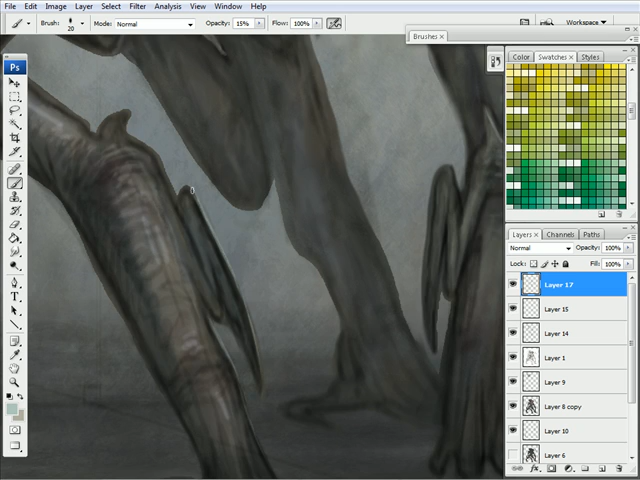 File Edit Image Layer Select Filter Analysis View Window Help
Brush: 20 Mode: Normal Opacity: 15% Flow: 100% Workspace
Brushes ×
Ps
Color Swatches × Styles
Layers × Channels Paths
Normal Opacity: 100%
Lock: Fill: 100%
Layer 17
Layer 15
Layer 14
Layer 1
Layer 9
Layer 8 copy
Layer 10
Layer 6
T
fx